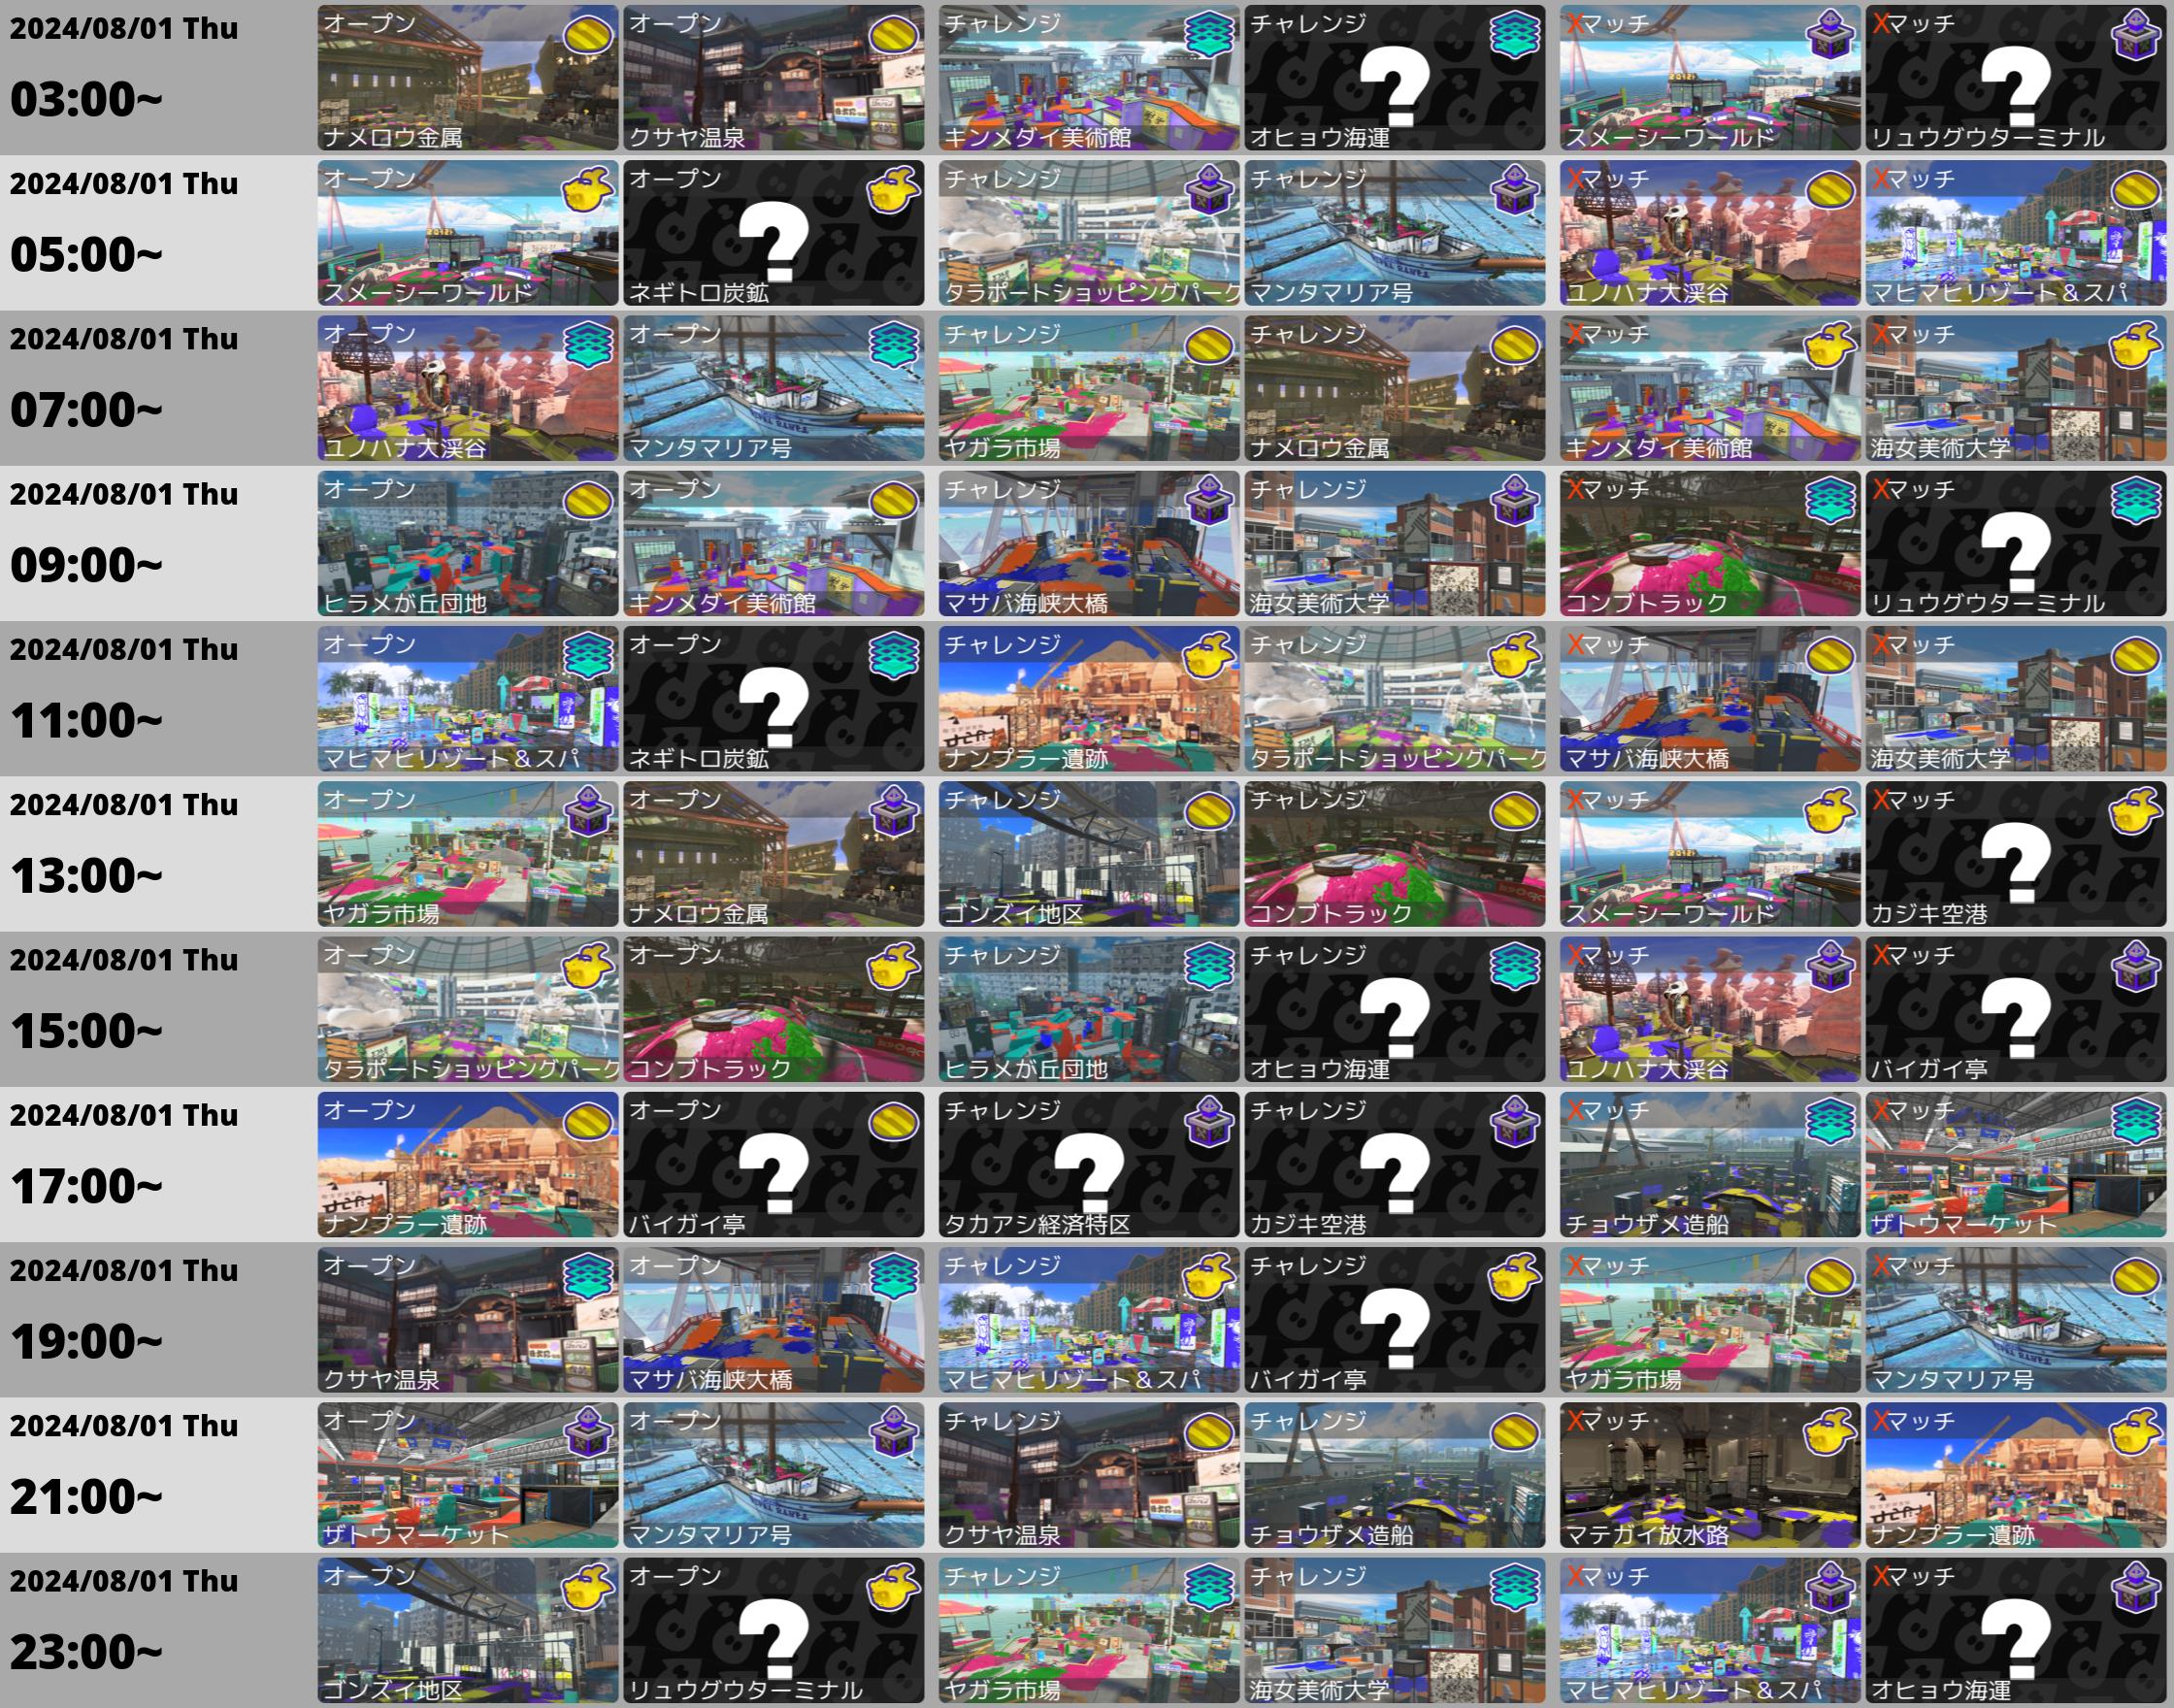 2024/08/01 Thu
03:00~
オープン
ナメロウ金属
オープン
クサヤ温泉
チャレンジ
キンメダイ美術館
チャレンジ
オヒョウ海運
Xマッチ
スメーシーワールド
Xマッチ
リュウグウターミナル
2024/08/01 Thu
05:00~
オープン
スメーシーワールド
オープン
ネギトロ炭鉱
チャレンジ
タラポートショッピングパーク
チャレンジ
マンタマリア号
Xマッチ
ユノハナ大渓谷
Xマッチ
マヒマヒリゾート＆スパ
2024/08/01 Thu
07:00~
オープン
ユノハナ大渓谷
オープン
マンタマリア号
チャレンジ
ヤガラ市場
チャレンジ
ナメロウ金属
Xマッチ
キンメダイ美術館
Xマッチ
海女美術大学
2024/08/01 Thu
09:00~
オープン
ヒラメが丘団地
オープン
キンメダイ美術館
チャレンジ
マサバ海峡大橋
チャレンジ
海女美術大学
Xマッチ
コンブトラック
Xマッチ
リュウグウターミナル
2024/08/01 Thu
11:00~
オープン
マヒマヒリゾート＆スパ
オープン
ネギトロ炭鉱
チャレンジ
ナンプラー遺跡
チャレンジ
タラポートショッピングパーク
Xマッチ
マサバ海峡大橋
Xマッチ
海女美術大学
2024/08/01 Thu
13:00~
オープン
ヤガラ市場
オープン
ナメロウ金属
チャレンジ
ゴンズイ地区
チャレンジ
コンブトラック
Xマッチ
スメーシーワールド
Xマッチ
カジキ空港
2024/08/01 Thu
15:00~
オープン
タラポートショッピングパーク
オープン
コンブトラック
チャレンジ
ヒラメが丘団地
チャレンジ
オヒョウ海運
Xマッチ
ユノハナ大渓谷
Xマッチ
バイガイ亭
2024/08/01 Thu
17:00~
オープン
ナンプラー遺跡
オープン
バイガイ亭
チャレンジ
タカアシ経済特区
チャレンジ
カジキ空港
Xマッチ
チョウザメ造船
Xマッチ
ザトウマーケット
2024/08/01 Thu
19:00~
オープン
クサヤ温泉
オープン
マサバ海峡大橋
チャレンジ
マヒマヒリゾート＆スパ
チャレンジ
バイガイ亭
Xマッチ
ヤガラ市場
Xマッチ
マンタマリア号
2024/08/01 Thu
21:00~
オープン
ザトウマーケット
オープン
マンタマリア号
チャレンジ
クサヤ温泉
チャレンジ
チョウザメ造船
Xマッチ
マテガイ放水路
Xマッチ
ナンプラー遺跡
2024/08/01 Thu
23:00~
オープン
ゴンズイ地区
オープン
リュウグウターミナル
チャレンジ
ヤガラ市場
チャレンジ
海女美術大学
Xマッチ
マヒマヒリゾート＆スパ
Xマッチ
オヒョウ海運